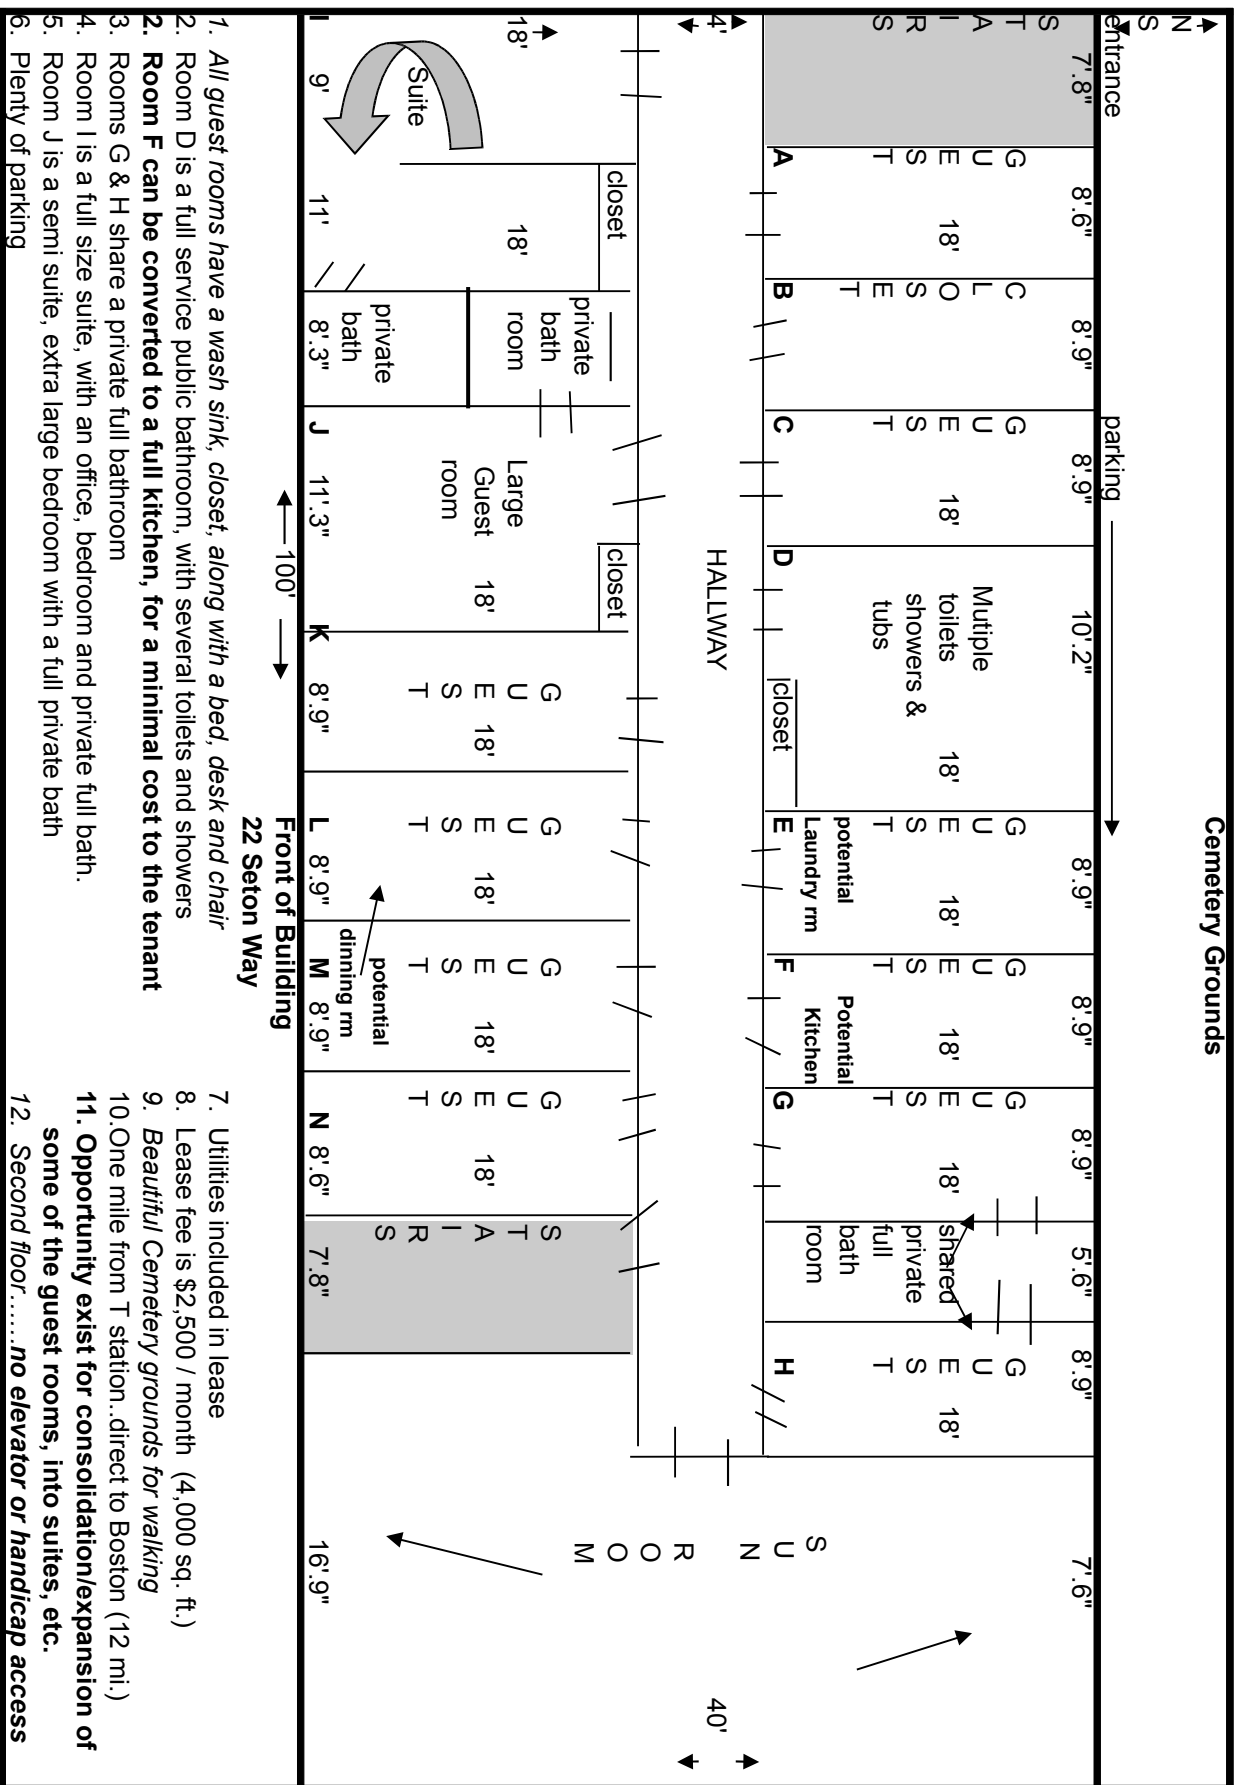 Cemetery Grounds
N
S
entrance
parking
STAIRS
7'.8"
GUEST
8'.6"
18'
A
CLOSET
8'.9"
B
GUEST
8'.9"
18'
C
10'.2"
Mutiple
toilets
showers &
tubs
18'
D
closet
GUEST
8'.9"
18'
potential
Laundry rm
E
GUEST
8'.9"
18'
Potential
Kitchen
F
GUEST
8'.9"
18'
G
5'.6"
shared
private
full
bath
room
GUEST
8'.9"
18'
H
7'.6"
4'
HALLWAY
SUN ROOM
40'
16'.9"
18'
Suite
I
9'
closet
18'
11'
private
bath
room
private
bath
8'.3"
Large
Guest
room
closet
18'
J
11'.3"
GUEST
18'
K
8'.9"
GUEST
18'
L
8'.9"
GUEST
18'
potential
dinning rm
M
8'.9"
GUEST
18'
N
8'.6"
STAIRS
7'.8"
100'
Front of Building
22 Seton Way
1. All guest rooms have a wash sink, closet, along with a bed, desk and chair
2. Room D is a full service public bathroom, with several toilets and showers
2. Room F can be converted to a full kitchen, for a minimal cost to the tenant
3. Rooms G & H share a private full bathroom
4. Room I is a full size suite, with an office, bedroom and private full bath.
5. Room J is a semi suite, extra large bedroom with a full private bath
6. Plenty of parking
7. Utilities included in lease
8. Lease fee is $2,500 / month (4,000 sq. ft.)
9. Beautiful Cemetery grounds for walking
10.One mile from T station..direct to Boston (12 mi.)
11. Opportunity exist for consolidation/expansion of
some of the guest rooms, into suites, etc.
12. Second floor......no elevator or handicap access